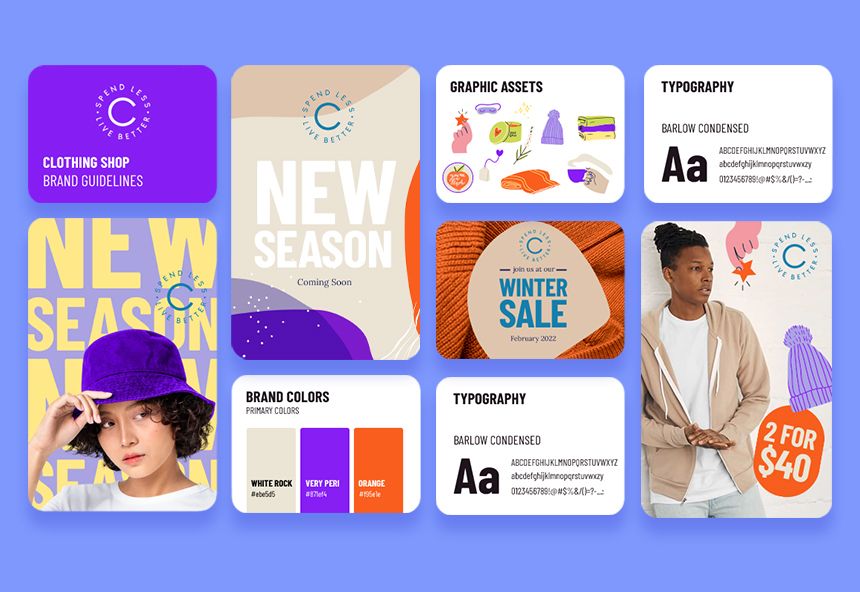 SPEND LESS
LIVE BETTER
C
CLOTHING SHOP
BRAND GUIDELINES
SPEND LESS
LIVE BETTER
C
NEW
SEASON
Coming Soon
GRAPHIC ASSETS
TYPOGRAPHY
BARLOW CONDENSED
Aa
ABCDEFGHIJKLMNOPQRSTUVWXYZ
abcdefghijklmnopqrstuvwxzy
0123456789!@#$%&/()=?-_.:
NEW
SPEND LESS
LIVE BETTER
C
SEASON
NEW
SEASON
SPEND LESS
LIVE BETTER
C
join us at our
WINTER
SALE
February 2022
SPEND LESS
LIVE BETTER
C
2 FOR
$40
BRAND COLORS
PRIMARY COLORS
WHITE ROCK
#ebe5d5
VERY PERI
#871ef4
ORANGE
TYPOGRAPHY
BARLOW CONDENSED
Aa
ABCDEFGHIJKLMNOPQRSTUVWXYZ
abcdefghijklmnopqrstuvwxzy
0123456789!@#$%&/()=?-_.: